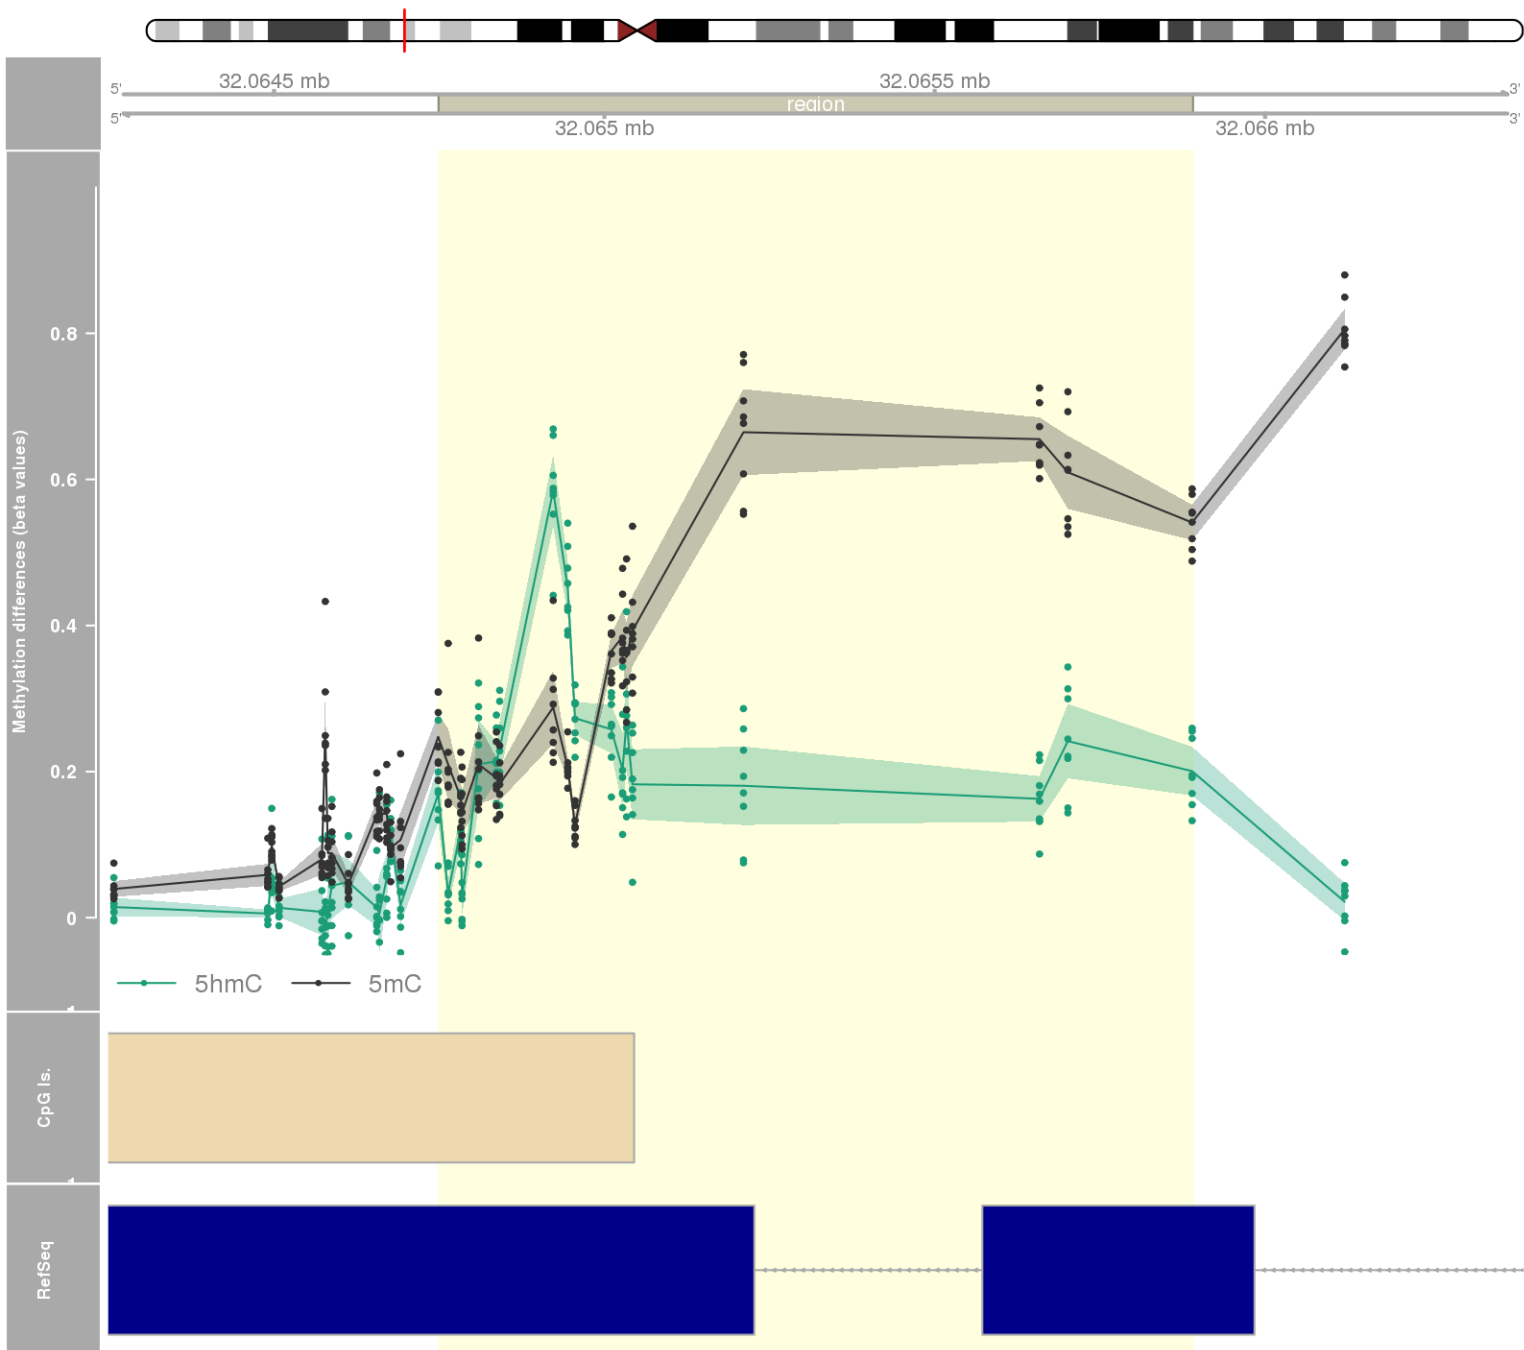 32.0645 mb
32.0655 mb
5'
3'
region
5'
3'
32.065 mb
32.066 mb
Methylation differences (beta values)
0.8
0.6
0.4
0.2
0
5hmC
5mC
CpG Is.
RefSeq